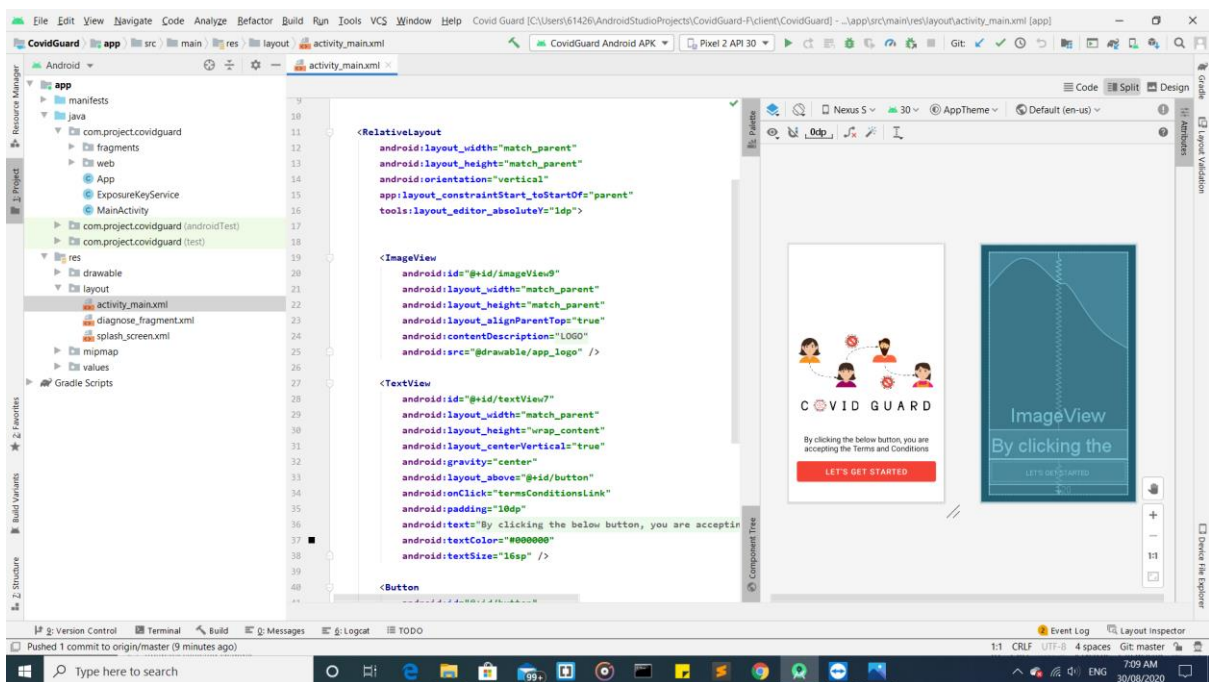 File Edit View Navigate Code Analyze Refactor Build Run Tools VCS Window Help Covid Guard [C:\Users\61426\AndroidStudioProjects\CovidGuard-F\client\CovidGuard] - ...\app\src\main\res\layout\activity_main.xml [app]
CovidGuard app src main res layout activity_main.xml CovidGuard Android APK Pixel 2 API 30 Git:
Android activity_main.xml
Code Split Design
app
manifests
java
com.project.covidguard
fragments
web
App
ExposureKeyService
MainActivity
com.project.covidguard (androidTest)
com.project.covidguard (test)
res
drawable
layout
activity_main.xml
diagnose_fragment.xml
splash_screen.xml
mipmap
values
Gradle Scripts
Resource Manager
1: Project
2: Favorites
Build Variants
Z: Structure
9
10
11 <RelativeLayout
12 android:layout_width="match_parent"
13 android:layout_height="match_parent"
14 android:orientation="vertical"
15 app:layout_constraintStart_toStartOf="parent"
16 tools:layout_editor_absoluteY="1dp">
17
18
19 <ImageView
20 android:id="@+id/imageView9"
21 android:layout_width="match_parent"
22 android:layout_height="match_parent"
23 android:layout_alignParentTop="true"
24 android:contentDescription="LOGO"
25 android:src="@drawable/app_logo" />
26
27 <TextView
28 android:id="@+id/textView7"
29 android:layout_width="match_parent"
30 android:layout_height="wrap_content"
31 android:layout_centerVertical="true"
32 android:gravity="center"
33 android:layout_above="@+id/button"
34 android:onClick="termsConditionsLink"
35 android:padding="10dp"
36 android:text="By clicking the below button, you are acceptin
37 android:textColor="#000000"
38 android:textSize="16sp" />
39
40 <Button
Palette
Component Tree
Nexus S 30 AppTheme Default (en-us)
0dp
COVID GUARD
By clicking the below button, you are
accepting the Terms and Conditions
LET'S GET STARTED
ImageView
By clicking the
LET'S GET STARTED
1:1
Attributes
Gradle
Layout Validation
Device File Explorer
9: Version Control Terminal Build 0: Messages 6: Logcat TODO 2 Event Log Layout Inspector
Pushed 1 commit to origin/master (9 minutes ago) 1:1 CRLF UTF-8 4 spaces Git: master
Type here to search 99+ ENG 7:09 AM
30/08/2020